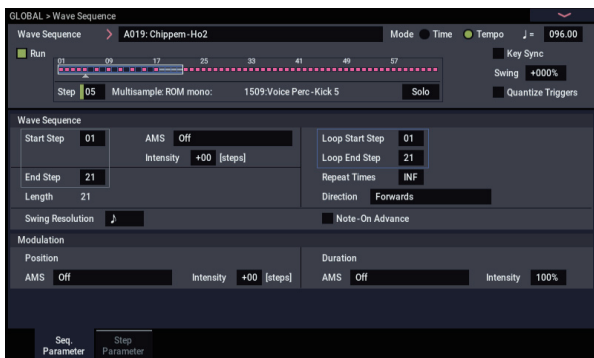 GLOBAL > Wave Sequence
Wave Sequence A019: Chippem-Ho2 Mode Time Tempo ♩= 096.00
Run Key Sync
01 09 17 25 33 41 49 57
Swing +000%
Step 05 Multisample: ROM mono: 1509:Voice Perc-Kick 5 Solo Quantize Triggers
Wave Sequence
Start Step 01 AMS Off Loop Start Step 01
Intensity +00 [steps] Loop End Step 21
End Step 21 Repeat Times INF
Length 21 Direction Forwards
Swing Resolution ♪ Note-On Advance
Modulation
Position Duration
AMS Off Intensity +00 [steps] AMS Off Intensity 100%
Seq. Step
Parameter Parameter